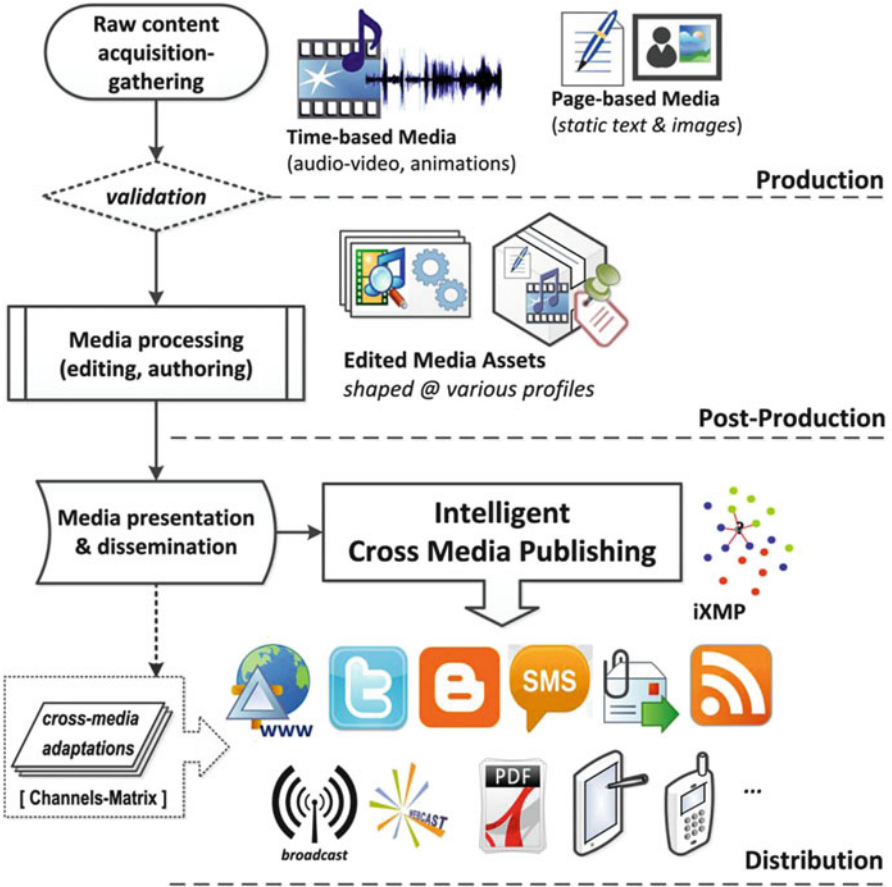 Raw content
acquisition-
gathering
Time-based Media
(audio-video, animations)
Page-based Media
(static text & images)
validation
Production
Media processing
(editing, authoring)
Edited Media Assets
shaped @ various profiles
Post-Production
Media presentation
& dissemination
Intelligent
Cross Media Publishing
?
iXMP
www
SMS
cross-media
adaptations
[ Channels-Matrix ]
broadcast
WEBCAST
PDF
...
Distribution